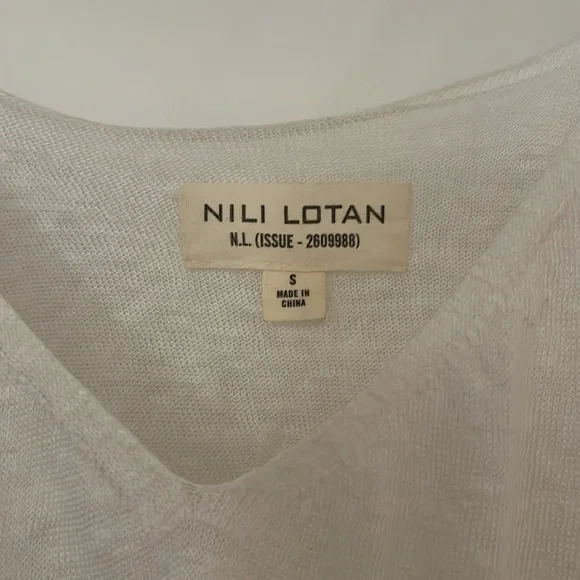 NILI LOTAN
N.L. (ISSUE - 2609988)
S
MADE IN
CHINA